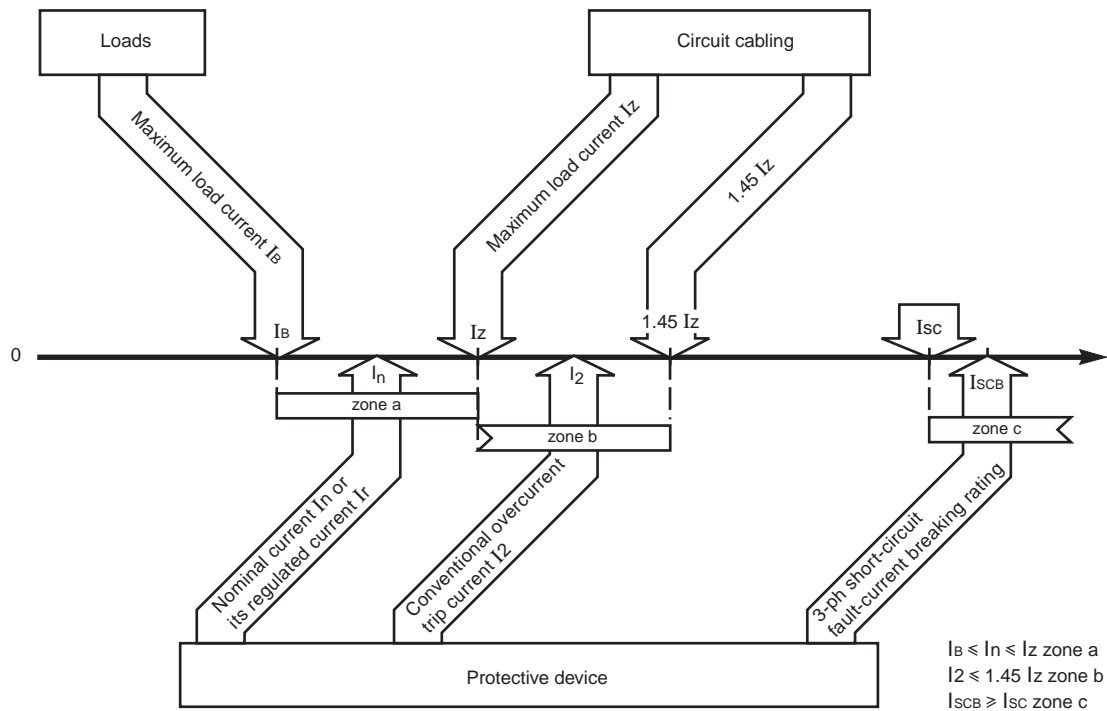 Loads
Circuit cabling
Maximum load current IB
Maximum load current Iz
1.45 Iz
IB
Iz
1.45 Iz
Isc
0
In
I2
ISCB
zone a
zone b
zone c
Nominal current In or
its regulated current Ir
Conventional overcurrent
trip current I2
3-ph short-circuit
fault-current breaking rating
Protective device
IB ⩽ In ⩽ Iz zone a
I2 ⩽ 1.45 Iz zone b
ISCB ⩾ ISC zone c